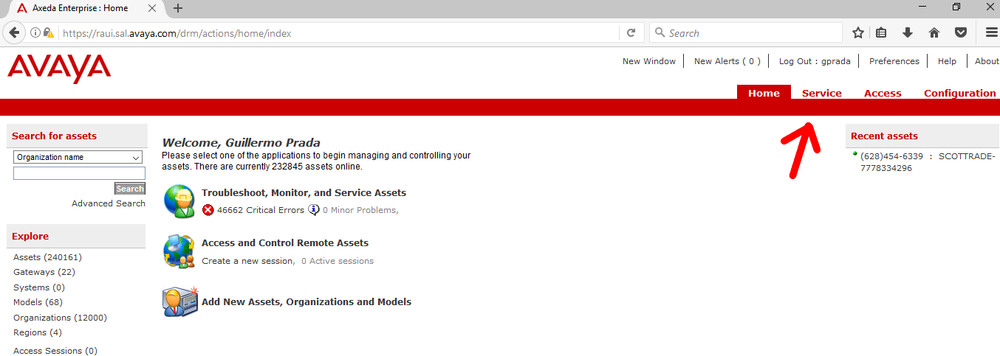 Axeda Enterprise : Home
https://raui.sal.avaya.com/drm/actions/home/index
Search
AVAYA
New Window
New Alerts ( 0 )
Log Out : gprada
Preferences
Help
About
Home
Service
Access
Configuration
Search for assets
Organization name
Search
Advanced Search
Explore
Assets (240161)
Gateways (22)
Systems (0)
Models (68)
Organizations (12000)
Regions (4)
Access Sessions (0)
Welcome, Guillermo Prada
Please select one of the applications to begin managing and controlling your
assets. There are currently 232845 assets online.
Troubleshoot, Monitor, and Service Assets
46662 Critical Errors 0 Minor Problems,
Access and Control Remote Assets
Create a new session, 0 Active sessions
Add New Assets, Organizations and Models
Recent assets
(628)454-6339 : SCOTTRADE-
7778334296